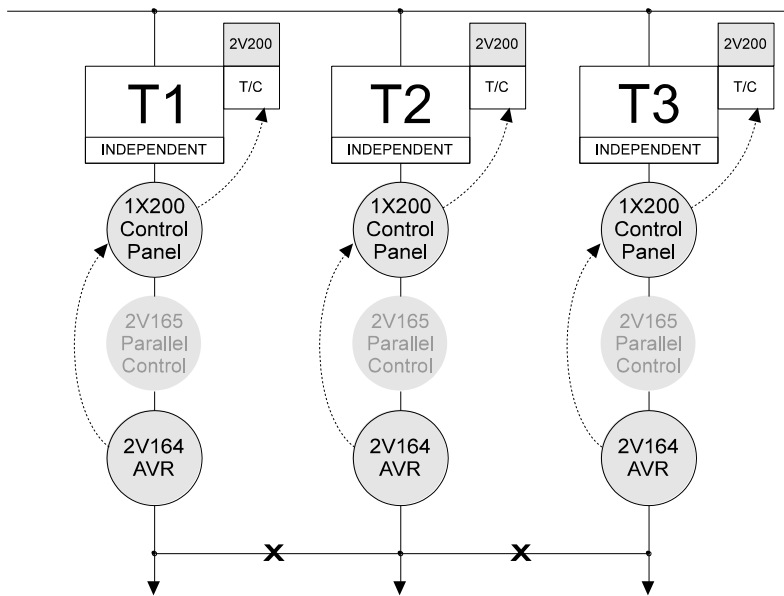 2V200
T/C
T1
INDEPENDENT
2V200
T/C
T2
INDEPENDENT
2V200
T/C
T3
INDEPENDENT
1X200
Control
Panel
1X200
Control
Panel
1X200
Control
Panel
2V165
Parallel
Control
2V165
Parallel
Control
2V165
Parallel
Control
2V164
AVR
2V164
AVR
2V164
AVR
X
X